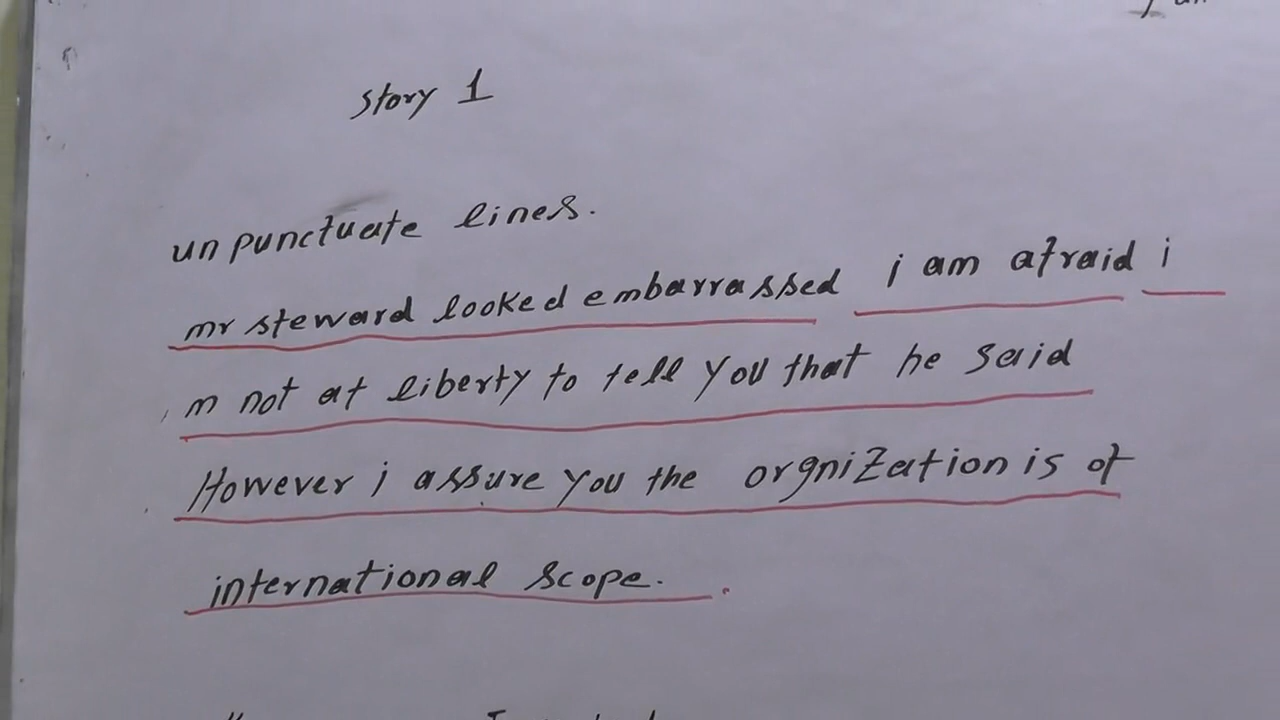 story 1
unpunctuate lines.
mr steward looked embarrassed i am afraid i
m not at liberty to tell you that he said
However i assure you the orgnization is of
international scope.